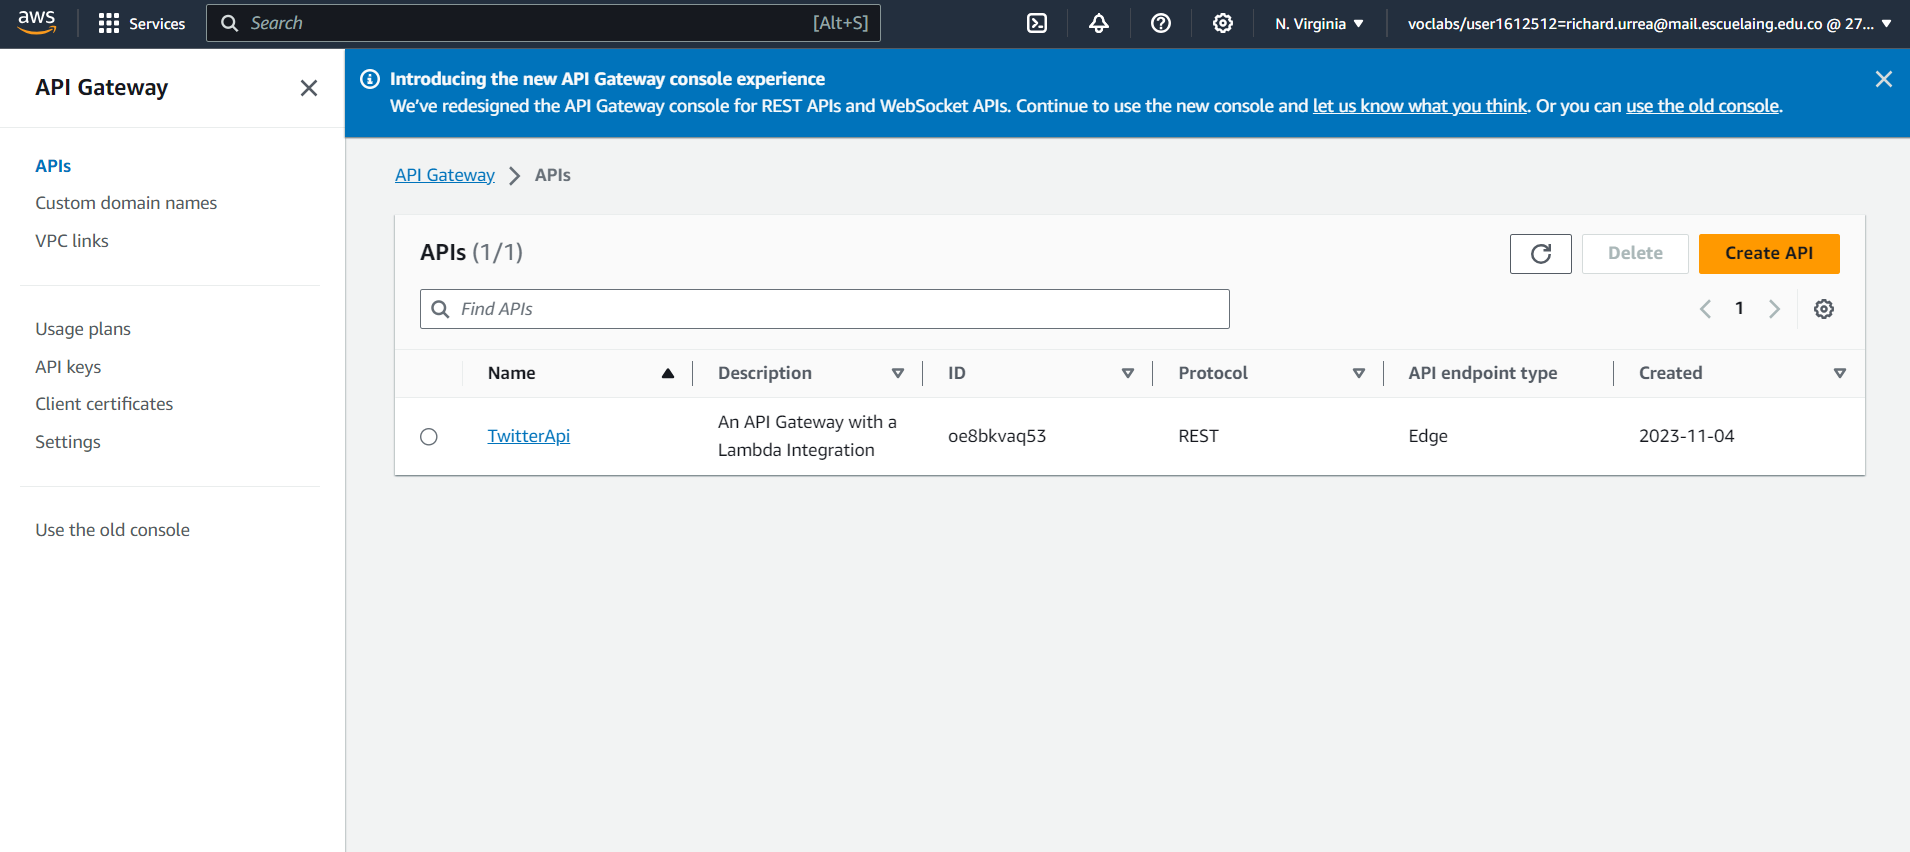 aws
Services
Search
[Alt+S]
N. Virginia
voclabs/user1612512=richard.urrea@mail.escuelaing.edu.co @ 27...
API Gateway
APIs
Custom domain names
VPC links
Usage plans
API keys
Client certificates
Settings
Use the old console
Introducing the new API Gateway console experience
We've redesigned the API Gateway console for REST APIs and WebSocket APIs. Continue to use the new console and let us know what you think. Or you can use the old console.
API Gateway
APIs
APIs (1/1)
Delete
Create API
Find APIs
1
Name
Description
ID
Protocol
API endpoint type
Created
TwitterApi
An API Gateway with a
Lambda Integration
oe8bkvaq53
REST
Edge
2023-11-04